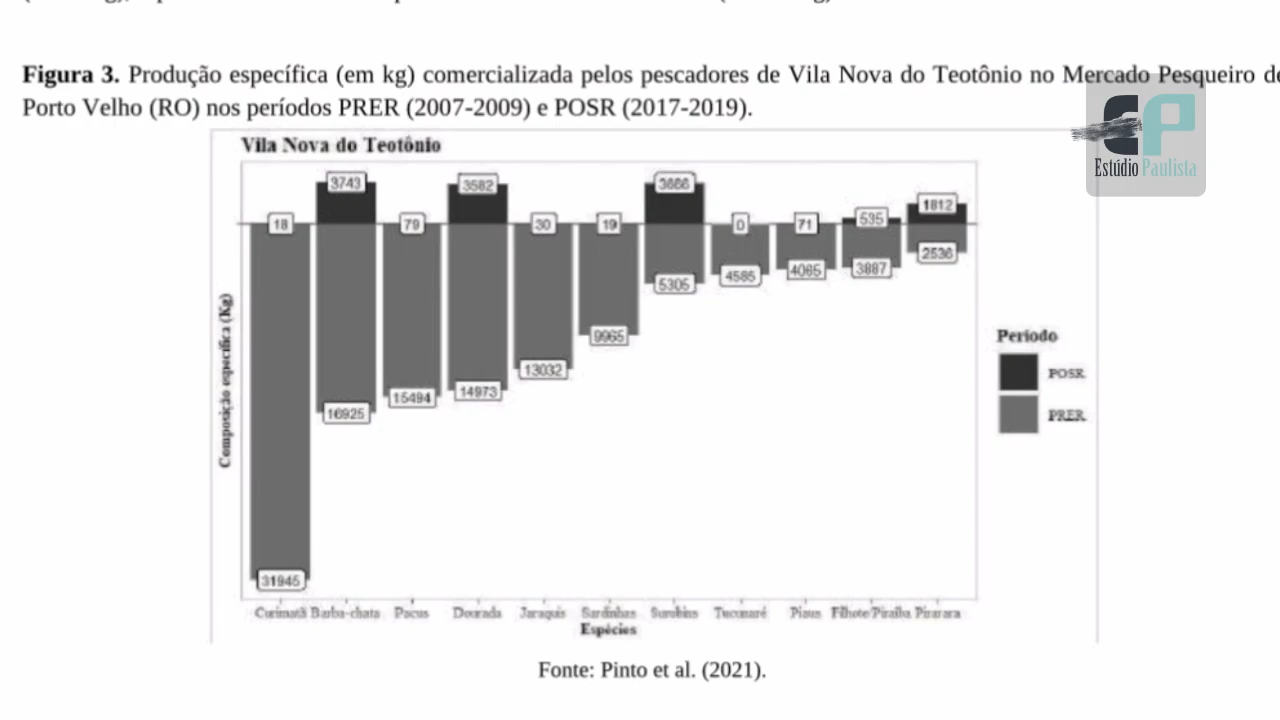 Figura 3. Produção específica (em kg) comercializada pelos pescadores de Vila Nova do Teotônio no Mercado Pesqueiro de
Porto Velho (RO) nos períodos PRER (2007-2009) e POSR (2017-2019).
Estúdio Paulista
Vila Nova do Teotônio
3743 3582 1812
18 79 30 19 0 71 535
5305 4585 4065 3887 2536
9965
13032
16925 15494 14973
31945
Composição específica (Kg)
Período
POSR
PRER
Curimatã Barba-chata Pacus Dourada Jaraquis Sardinhas Surubins Tucunaré Piaus Filhote/Piraíba Pirarara
Espécies
Fonte: Pinto et al. (2021).